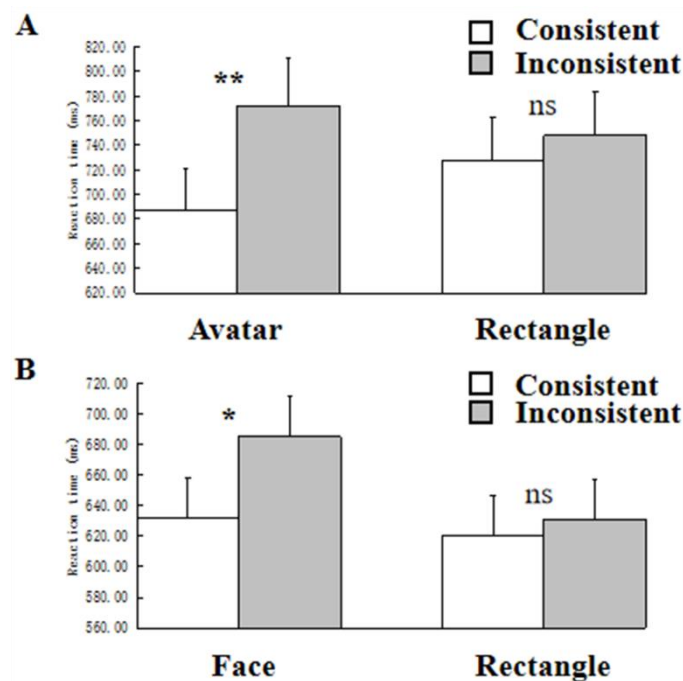 A
Reaction time (ms)
820.00
800.00
780.00
760.00
740.00
720.00
700.00
680.00
660.00
640.00
620.00
Consistent
Inconsistent
**
ns
Avatar
Rectangle
B
Reaction time (ms)
720.00
700.00
680.00
660.00
640.00
620.00
600.00
580.00
560.00
Consistent
Inconsistent
*
ns
Face
Rectangle